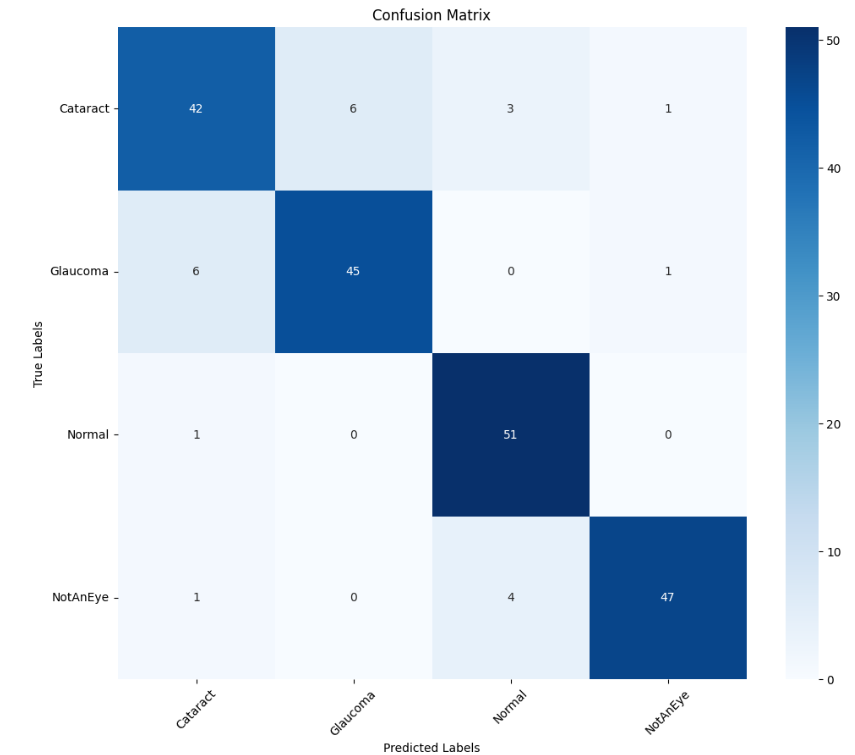 Confusion Matrix
Cataract
42 6 3 1
Glaucoma
6 45 0 1
Normal
1 0 51 0
NotAnEye
1 0 4 47
True Labels
Cataract
Glaucoma
Normal
NotAnEye
Predicted Labels
50
40
30
20
10
0